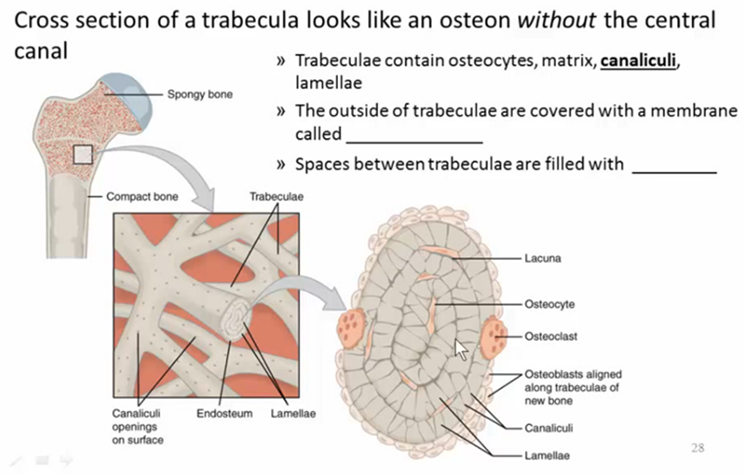 Cross section of a trabecula looks like an osteon without the central
canal
» Trabeculae contain osteocytes, matrix, canaliculi,
lamellae
» The outside of trabeculae are covered with a membrane
called _______________
» Spaces between trabeculae are filled with _________
Spongy bone
Compact bone
Trabeculae
Canaliculi
openings
on surface
Endosteum
Lamellae
Lacuna
Osteocyte
Osteoclast
Osteoblasts aligned
along trabeculae of
new bone
Canaliculi
Lamellae
28